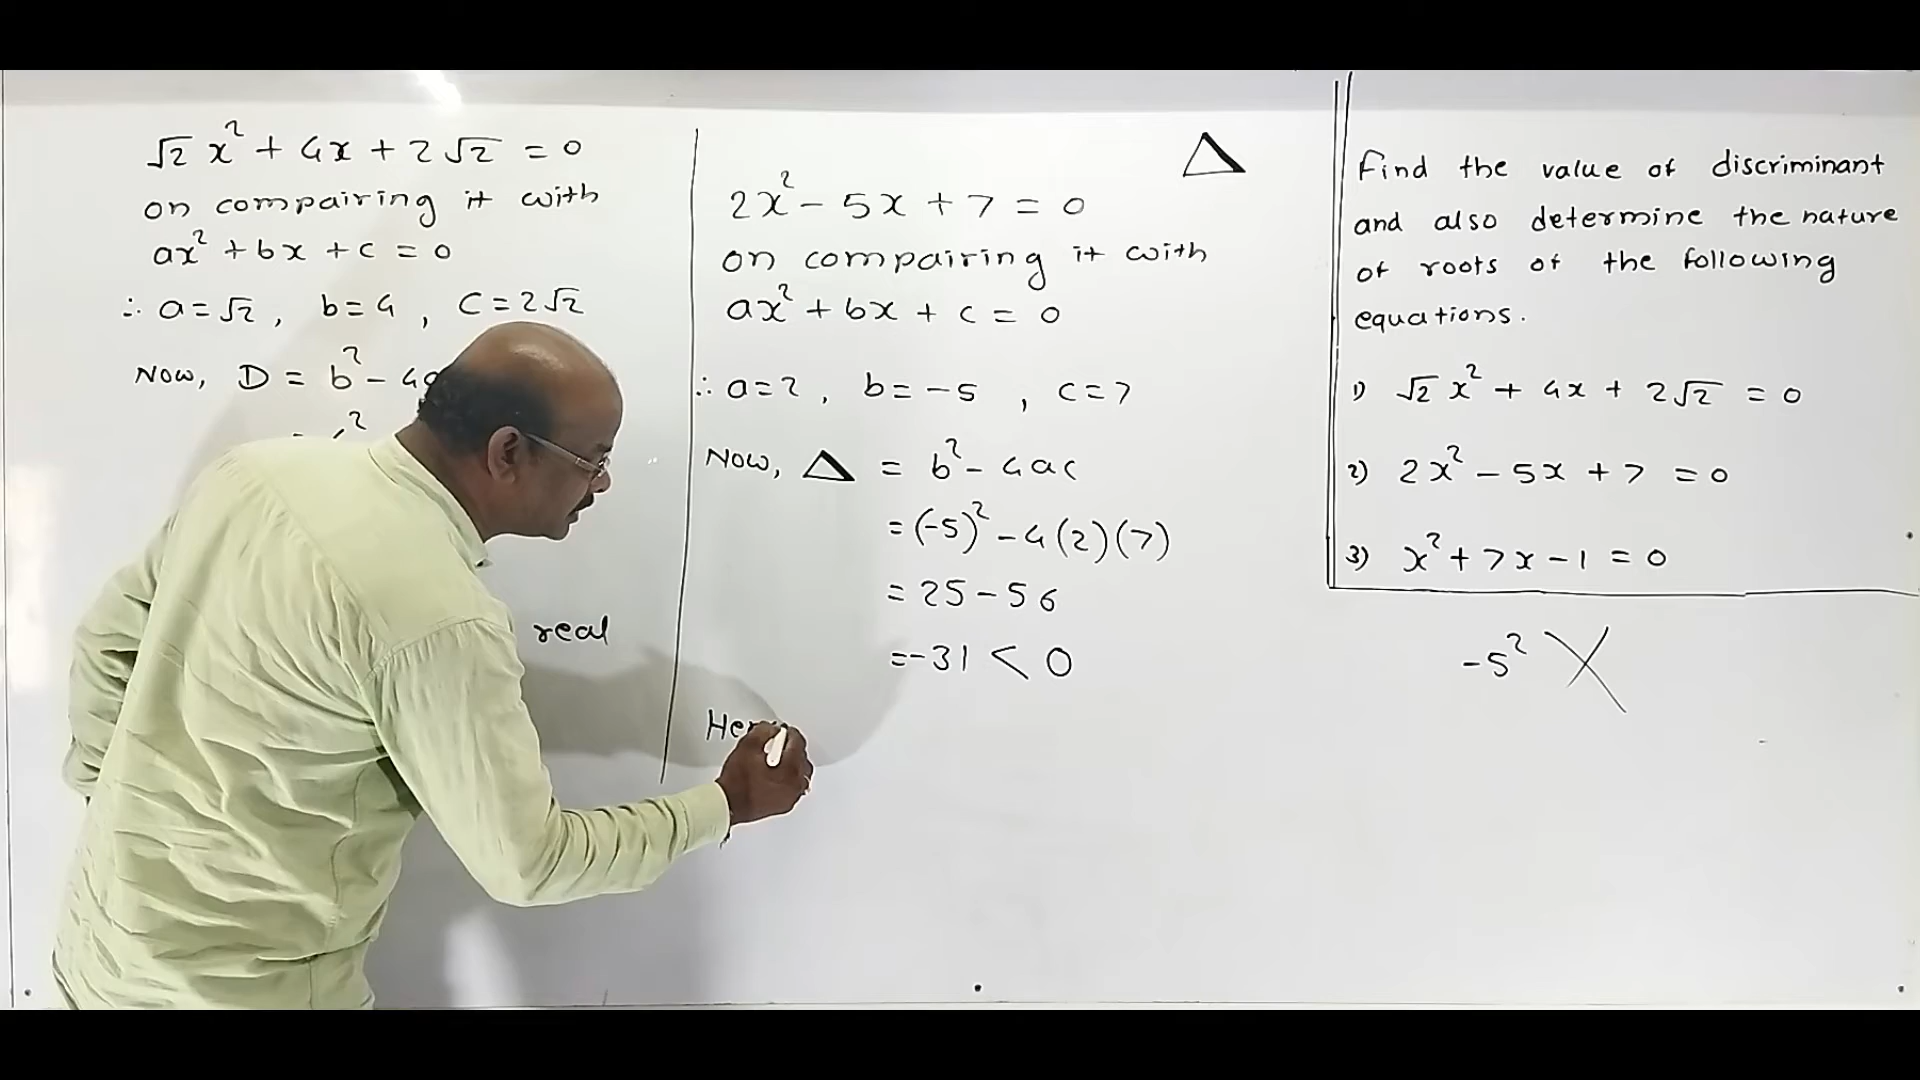 √2 x² + 4x + 2√2 = 0
on compairing it with
ax² + bx + c = 0
∴ a = √2 , b = 4 , C = 2√2
Now, D = b² - 4a
real
2x² - 5x + 7 = 0
on compairing it with
ax² + bx + c = 0
∴ a = 2 , b = -5 , c = 7
Now, △ = b² - 4ac
= (-5)² - 4(2)(7)
= 25 - 56
= -31 < 0
△
Find the value of discriminant
and also determine the nature
of roots of the following
equations.
1) √2 x² + 4x + 2√2 = 0
2) 2x² - 5x + 7 = 0
3) x² + 7x - 1 = 0
-5² ╳